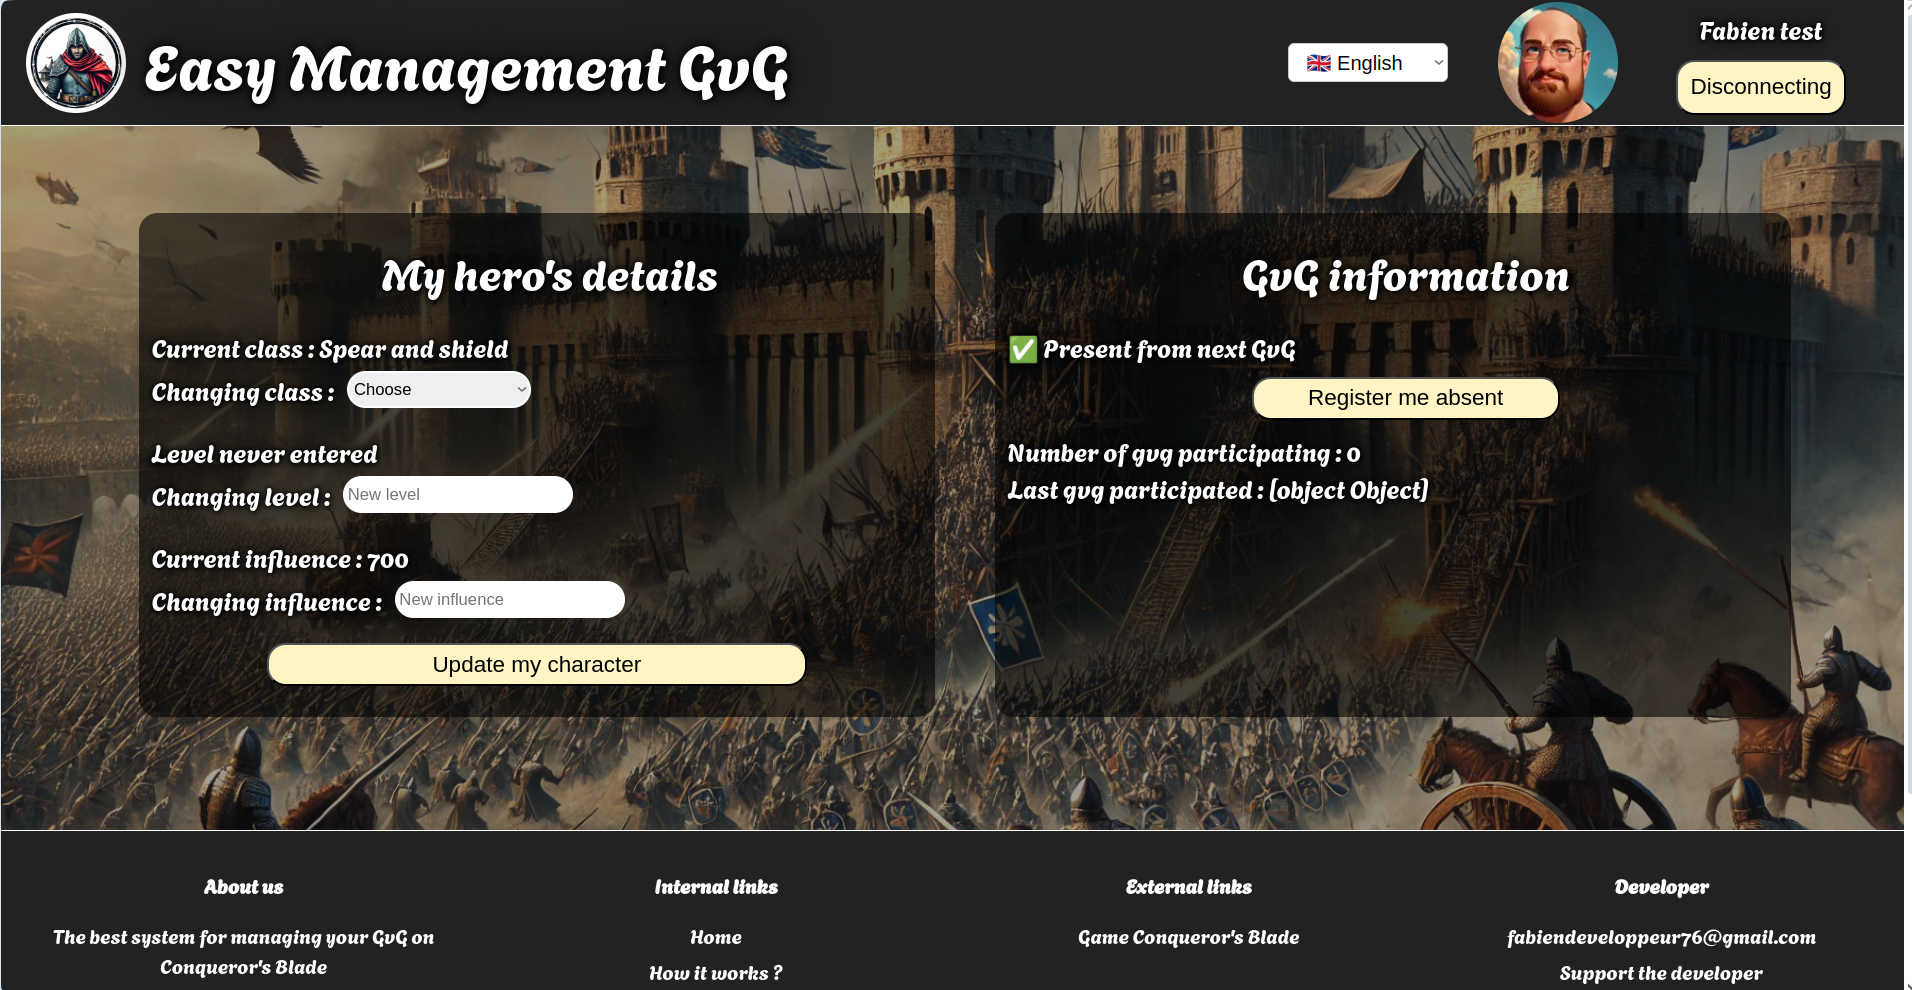 Easy Management GvG
🇬🇧 English
Fabien test
Disconnecting
My hero's details
Current class : Spear and shield
Changing class : Choose
Level never entered
Changing level : New level
Current influence : 700
Changing influence : New influence
Update my character
GvG information
✅ Present from next GvG
Register me absent
Number of gvg participating : 0
Last gvg participated : [object Object]
About us
The best system for managing your GvG on
Conqueror's Blade
Internal links
Home
How it works ?
External links
Game Conqueror's Blade
Developer
fabiendeveloppeur76@gmail.com
Support the developer